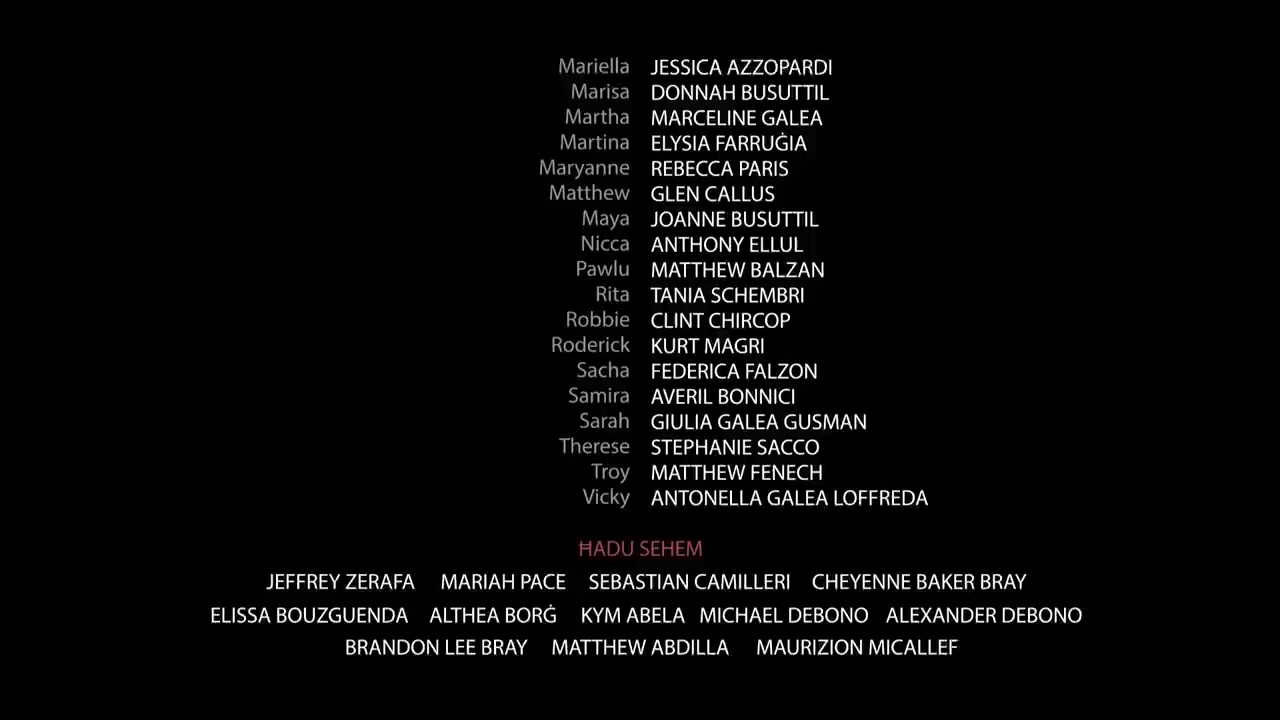 Mariella JESSICA AZZOPARDI
Marisa DONNAH BUSUTTIL
Martha MARCELINE GALEA
Martina ELYSIA FARRUĠIA
Maryanne REBECCA PARIS
Matthew GLEN CALLUS
Maya JOANNE BUSUTTIL
Nicca ANTHONY ELLUL
Pawlu MATTHEW BALZAN
Rita TANIA SCHEMBRI
Robbie CLINT CHIRCOP
Roderick KURT MAGRI
Sacha FEDERICA FALZON
Samira AVERIL BONNICI
Sarah GIULIA GALEA GUSMAN
Therese STEPHANIE SACCO
Troy MATTHEW FENECH
Vicky ANTONELLA GALEA LOFFREDA
ĦADU SEHEM
JEFFREY ZERAFA MARIAH PACE SEBASTIAN CAMILLERI CHEYENNE BAKER BRAY
ELISSA BOUZGUENDA ALTHEA BORĠ KYM ABELA MICHAEL DEBONO ALEXANDER DEBONO
BRANDON LEE BRAY MATTHEW ABDILLA MAURIZION MICALLEF